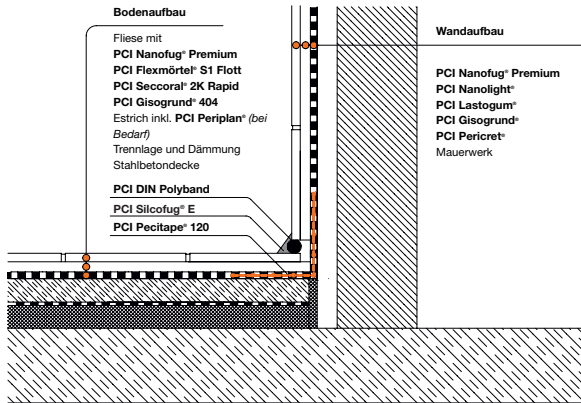 Bodenaufbau
Fliese mit
PCI Nanofug® Premium
PCI Flexmörtel® S1 Flott
PCI Seccoral® 2K Rapid
PCI Gisogrund® 404
Estrich inkl. PCI Periplan® (bei
Bedarf)
Trennlage und Dämmung
Stahlbetondecke
PCI DIN Polyband
PCI Silcofug® E
PCI Pecitape® 120
Wandaufbau
PCI Nanofug® Premium
PCI Nanolight®
PCI Lastogum®
PCI Gisogrund®
PCI Pericret®
Mauerwerk